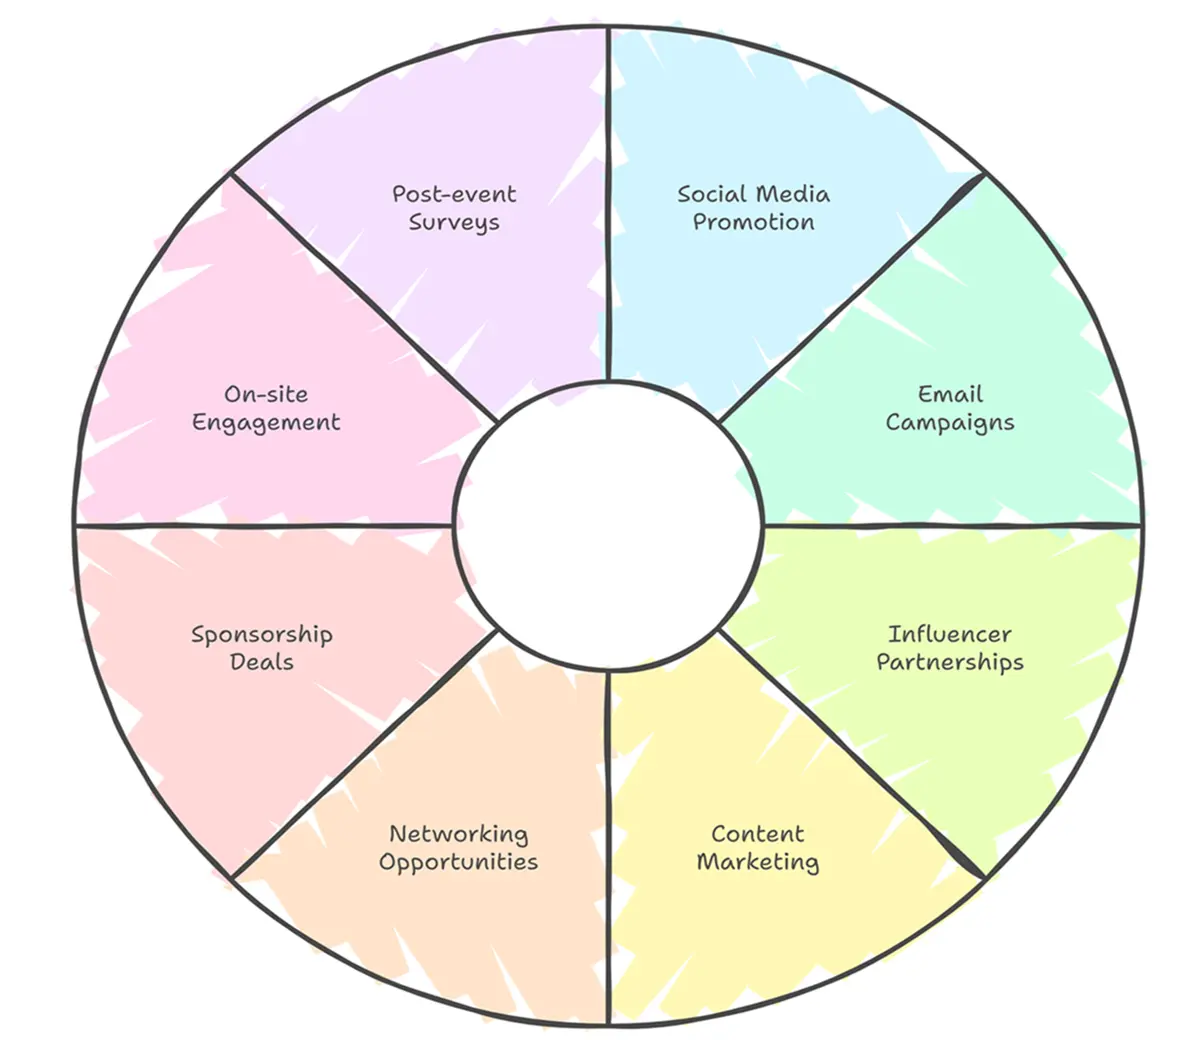 Post-event
Surveys
Social Media
Promotion
On-site
Engagement
Email
Campaigns
Sponsorship
Deals
Influencer
Partnerships
Networking
Opportunities
Content
Marketing